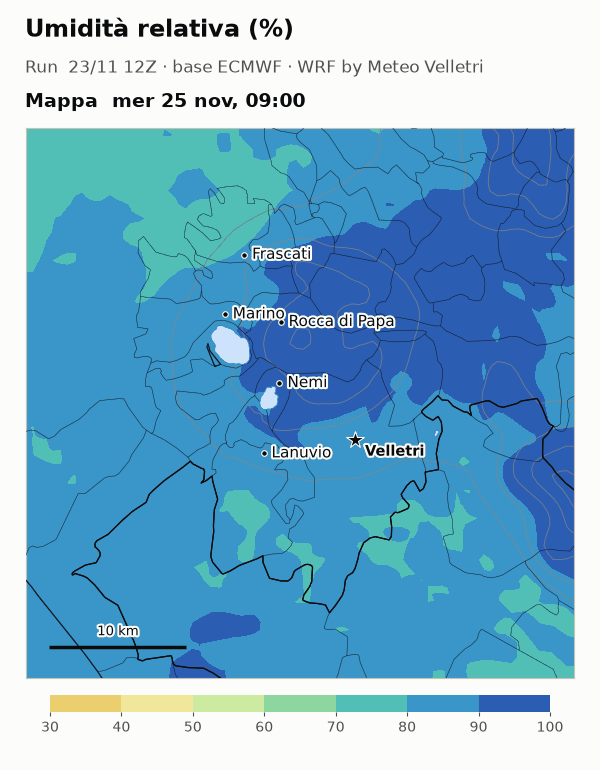 Umidità relativa (%)
Run  23/11 12Z · base ECMWF · WRF by Meteo Velletri
Mappa  mer 25 nov, 09:00
Frascati
Marino
Rocca di Papa
Nemi
Velletri
Lanuvio
10 km
30 40 50 60 70 80 90 100